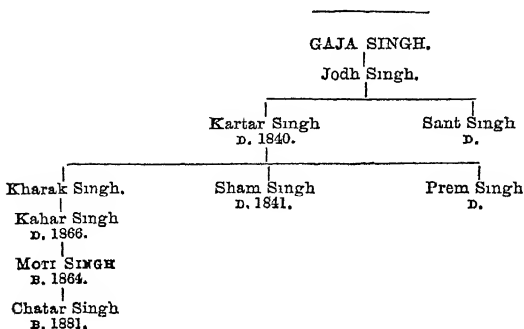 GAJA SINGH.
Jodh Singh.
Kartar Singh Sant Singh
D. 1840. D.
Kharak Singh. Sham Singh Prem Singh
D. 1841. D.
Kahar Singh
D. 1866.
MOTI SINGH
B. 1864.
Chatar Singh
B. 1881.